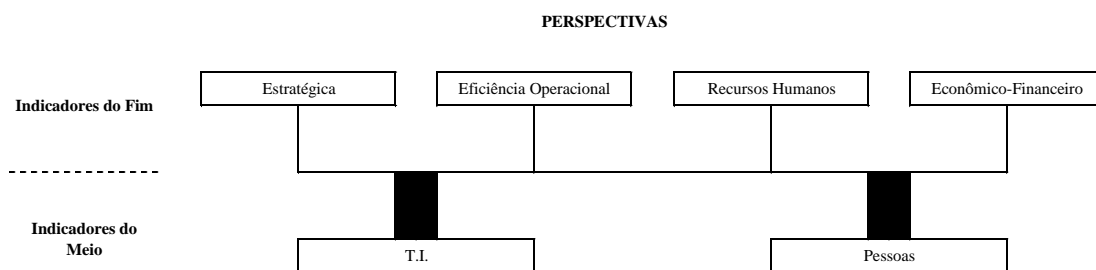 PERSPECTIVAS
Estratégica
Eficiência Operacional
Recursos Humanos
Econômico-Financeiro
Indicadores do Fim
Indicadores do
Meio
T.I.
Pessoas